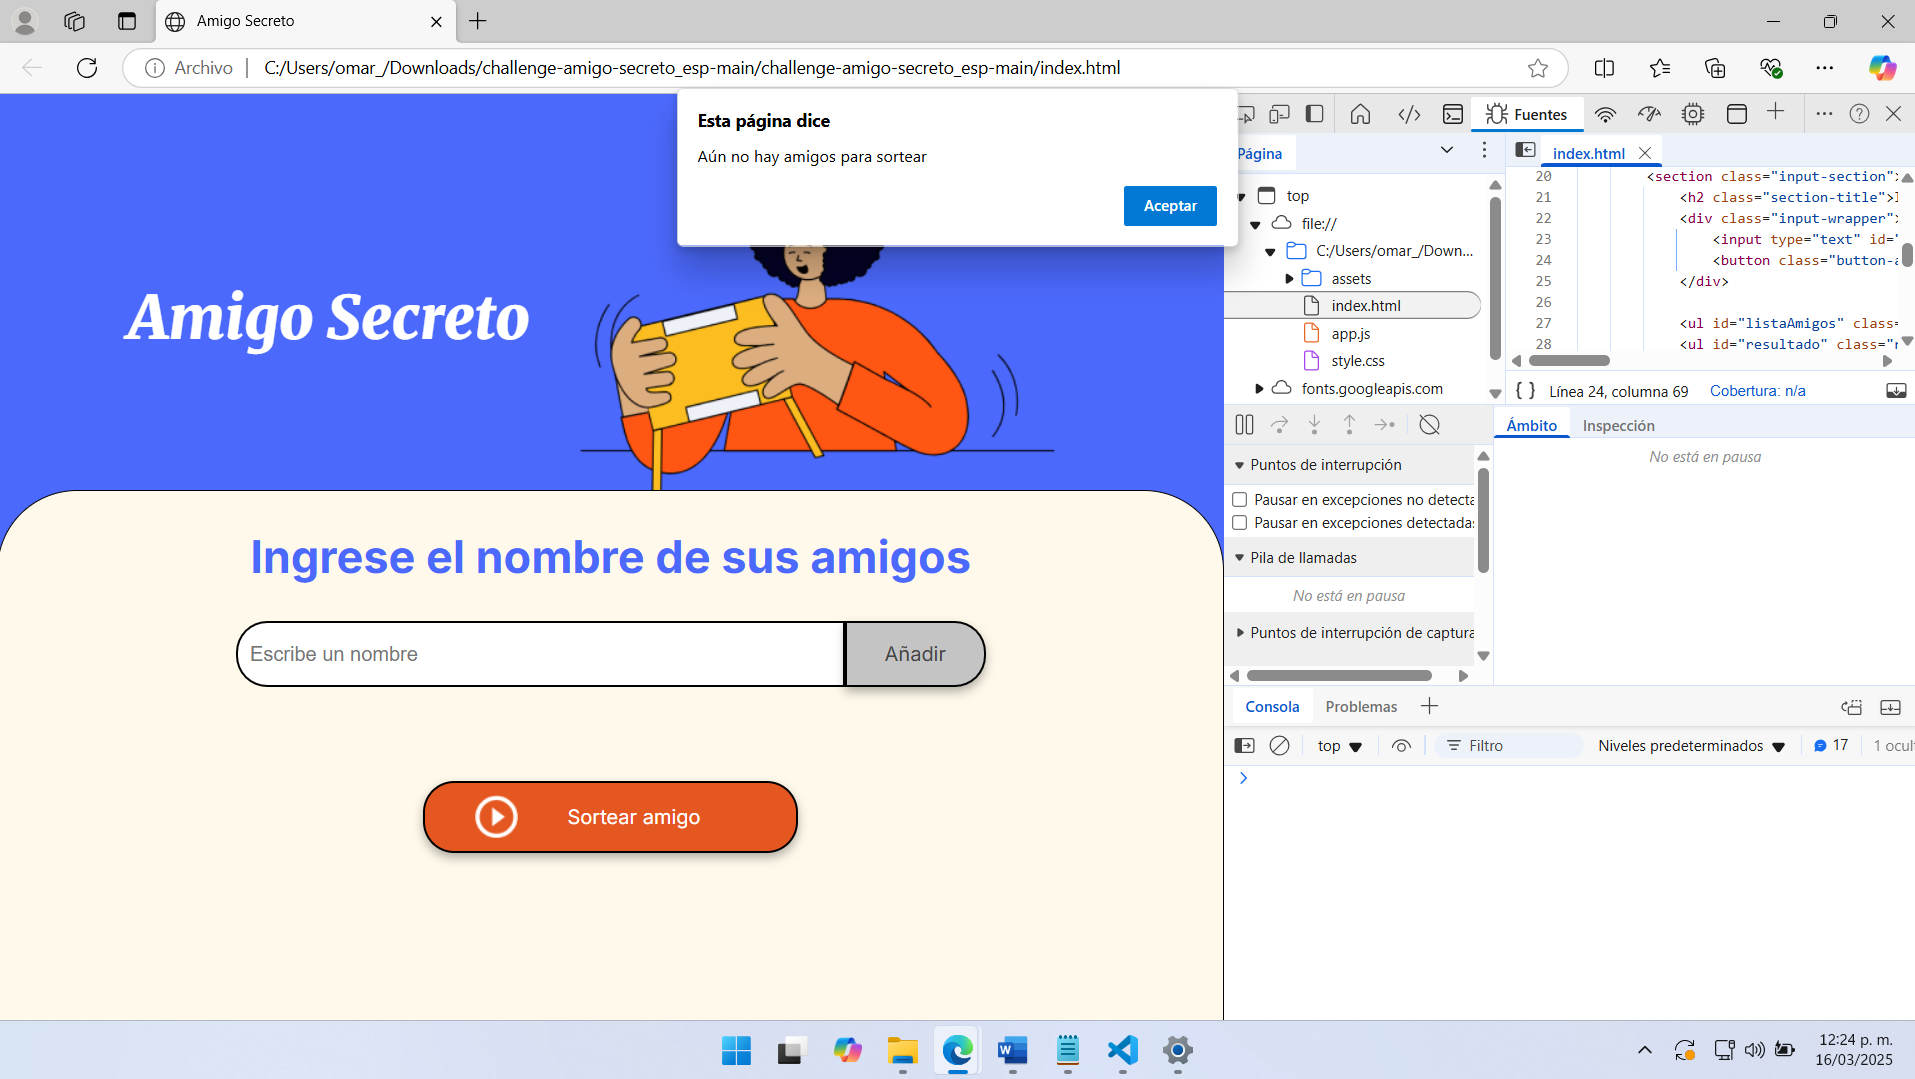 Amigo Secreto
Archivo
C:/Users/omar_/Downloads/challenge-amigo-secreto_esp-main/challenge-amigo-secreto_esp-main/index.html
Esta página dice
Aún no hay amigos para sortear
Aceptar
Amigo Secreto
Ingrese el nombre de sus amigos
Escribe un nombre
Añadir
Sortear amigo
Fuentes
Página
top
file://
C:/Users/omar_/Down...
assets
index.html
app.js
style.css
fonts.googleapis.com
index.html
20 <section class="input-section">
21 <h2 class="section-title">I
22 <div class="input-wrapper">
23 <input type="text" id="
24 <button class="button-a
25 </div>
26
27 <ul id="listaAmigos" class=
28 <ul id="resultado" class="r
{ } Línea 24, columna 69 Cobertura: n/a
Puntos de interrupción
Pausar en excepciones no detecta
Pausar en excepciones detectadas
Pila de llamadas
No está en pausa
Puntos de interrupción de captura
Ámbito Inspección
No está en pausa
Consola Problemas
top Filtro Niveles predeterminados 17 1 ocul
12:24 p. m.
16/03/2025